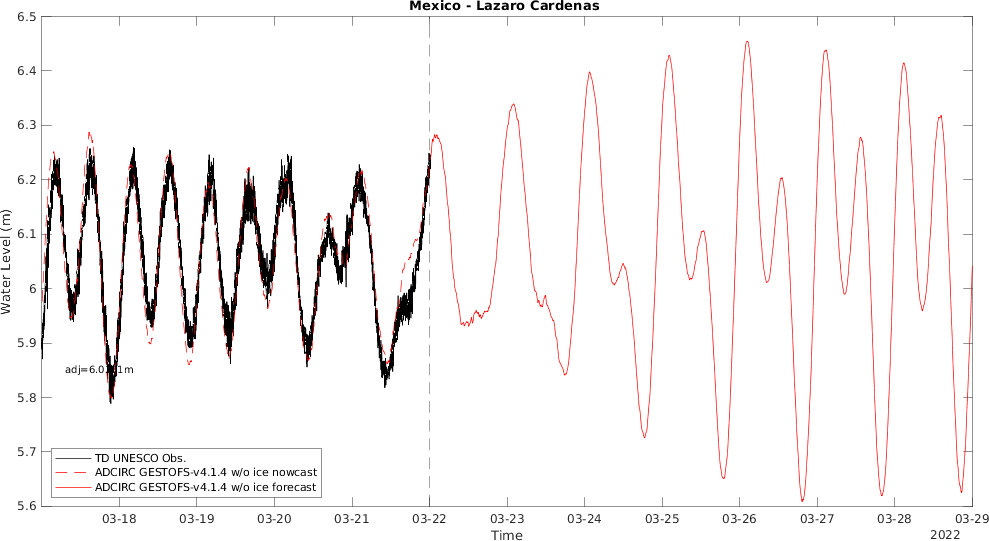 Mexico - Lazaro Cardenas
6.5
6.4
6.3
6.2
6.1
6
5.9
5.8
5.7
5.6
Water Level (m)
TD UNESCO Obs.
ADCIRC GESTOFS-v4.1.4 w/o ice nowcast
ADCIRC GESTOFS-v4.1.4 w/o ice forecast
03-18 03-19 03-20 03-21 03-22 03-23 03-24 03-25 03-26 03-27 03-28 03-29
Time
2022